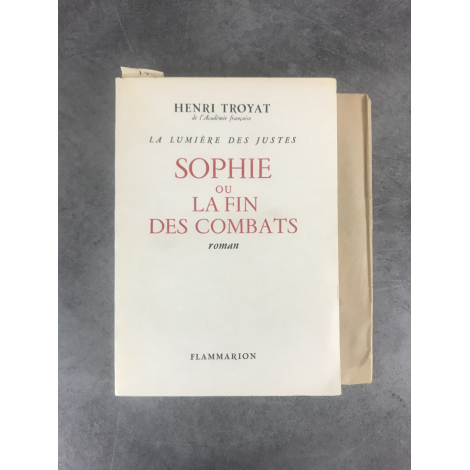 HENRI TROYAT
de l'Académie française
LA LUMIÈRE DES JUSTES
SOPHIE
OU
LA FIN
DES COMBATS
roman
FLAMMARION